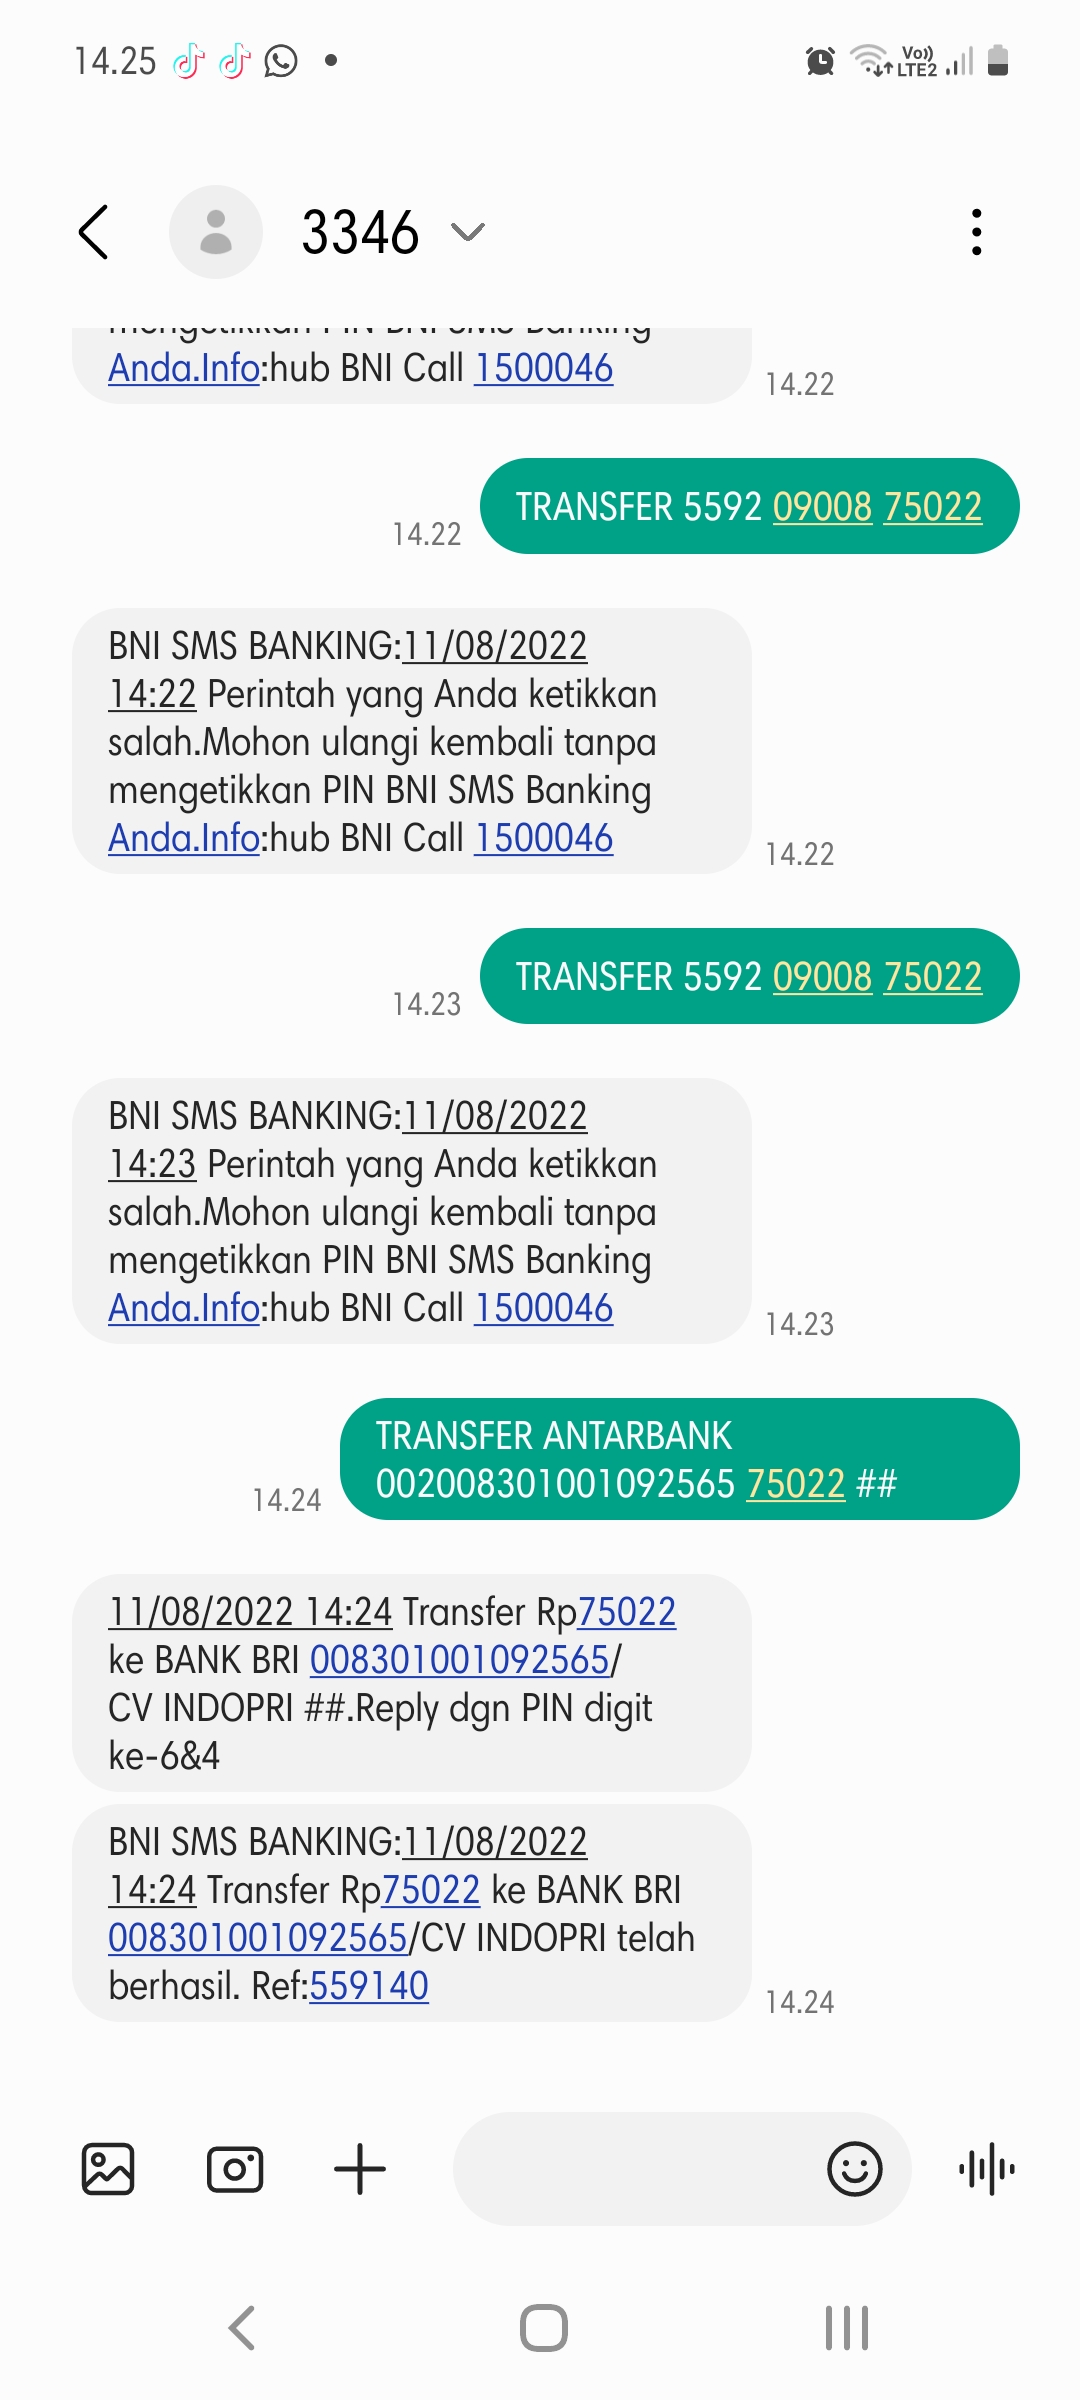 14.25
Vo))
LTE2
3346
mengetikkan PIN BNI SMS Banking
Anda.Info:hub BNI Call 1500046
14.22
TRANSFER 5592 09008 75022
14.22
BNI SMS BANKING:11/08/2022
14:22 Perintah yang Anda ketikkan
salah.Mohon ulangi kembali tanpa
mengetikkan PIN BNI SMS Banking
Anda.Info:hub BNI Call 1500046
14.22
TRANSFER 5592 09008 75022
14.23
BNI SMS BANKING:11/08/2022
14:23 Perintah yang Anda ketikkan
salah.Mohon ulangi kembali tanpa
mengetikkan PIN BNI SMS Banking
Anda.Info:hub BNI Call 1500046
14.23
TRANSFER ANTARBANK
002008301001092565 75022 ##
14.24
11/08/2022 14:24 Transfer Rp75022
ke BANK BRI 008301001092565/
CV INDOPRI ##.Reply dgn PIN digit
ke-6&4
BNI SMS BANKING:11/08/2022
14:24 Transfer Rp75022 ke BANK BRI
008301001092565/CV INDOPRI telah
berhasil. Ref:559140
14.24